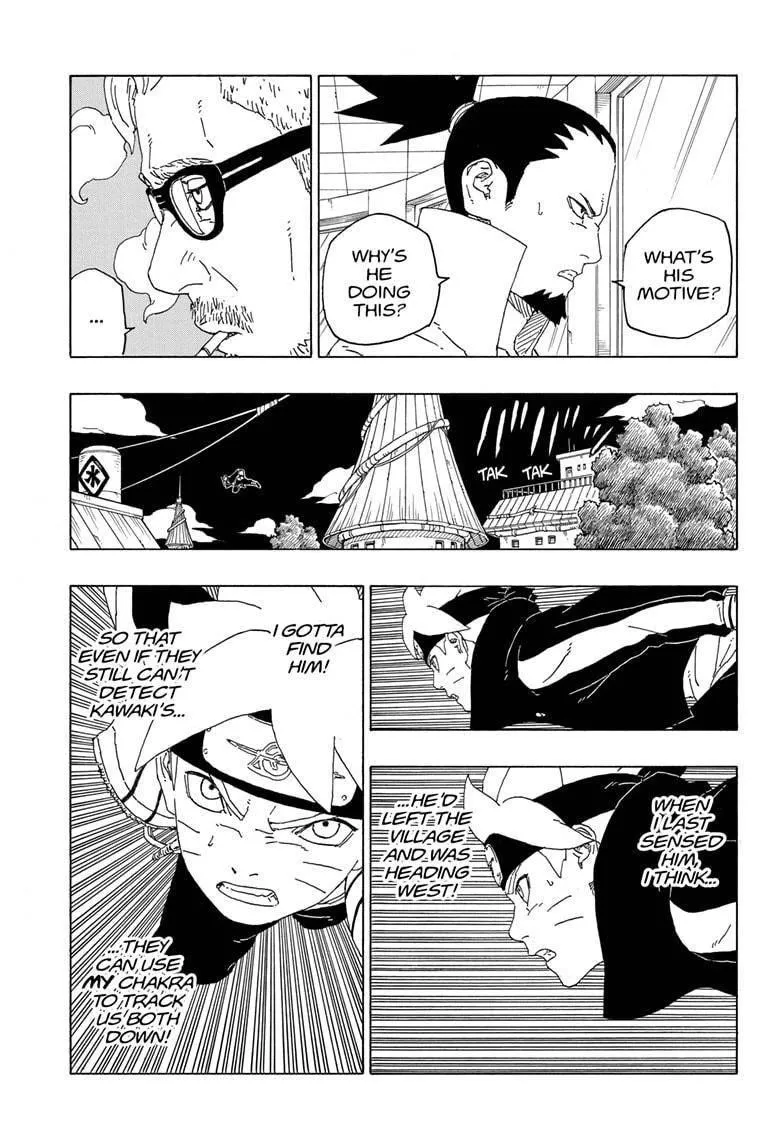 WHAT'S
HIS
MOTIVE?
WHY'S
HE
DOING
THIS?
...
TAK TAK
WHEN
I LAST
SENSED
HIM,
I THINK...
...HE'D
LEFT THE
VILLAGE
AND WAS
HEADING
WEST!
I GOTTA
FIND
HIM!
SO THAT
EVEN IF THEY
STILL CAN'T
DETECT
KAWAKI'S...
...THEY
CAN USE
MY CHAKRA
TO TRACK
US BOTH
DOWN!